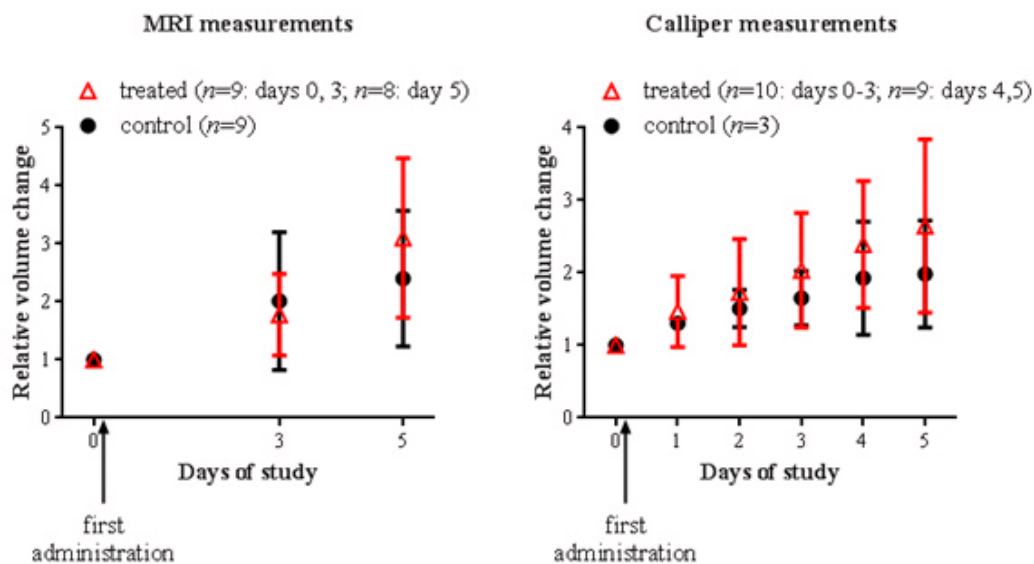 MRI measurements
treated (n=9: days 0, 3; n=8: day 5)
control (n=9)
Relative volume change
5
4
3
2
1
0
0 3 5
Days of study
first
administration
Calliper measurements
treated (n=10: days 0-3; n=9: days 4,5)
control (n=3)
Relative volume change
4
3
2
1
0
0 1 2 3 4 5
Days of study
first
administration